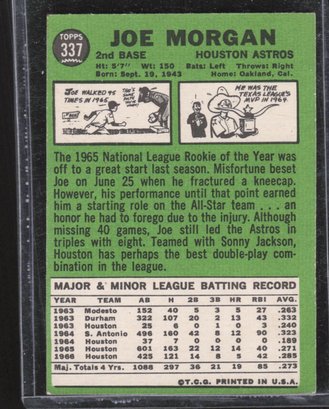 TOPPS
337
JOE MORGAN
2nd BASE HOUSTON ASTROS
Ht: 5'7" Wt: 150 Bats: Left Throws: Right
Born: Sept. 19, 1943 Home: Oakland, Cal.
JOE WALKED 97
TIMES IN 1965.
HE WAS THE
TEXAS LEAGUE'S
MVP IN 1964.
The 1965 National League Rookie of the Year was
off to a great start last season. Misfortune beset
Joe on June 25 when he fractured a kneecap.
However, his performance until that point earned
him a starting role on the All-Star team . . . an
honor he had to forego due to the injury. Although
missing 40 games, Joe still led the Astros in
triples with eight. Teamed with Sonny Jackson,
Houston has perhaps the best double-play com-
bination in the league.
MAJOR & MINOR LEAGUE BATTING RECORD
YEAR TEAM AB H 2B 3B HR RBI AVG.
1963 Modesto 152 40 5 3 5 27 .263
1963 Durham 322 107 20 2 13 43 .332
1963 Houston 25 6 0 1 0 3 .240
1964 S. Antonio 496 160 42 8 12 90 .323
1964 Houston 37 7 0 0 0 0 .189
1965 Houston 601 163 22 12 14 40 .271
1966 Houston 425 121 14 8 5 42 .285
Maj. Totals 4 Yrs. 1088 297 36 21 19 85 .273
©T.C.G. PRINTED IN U.S.A.